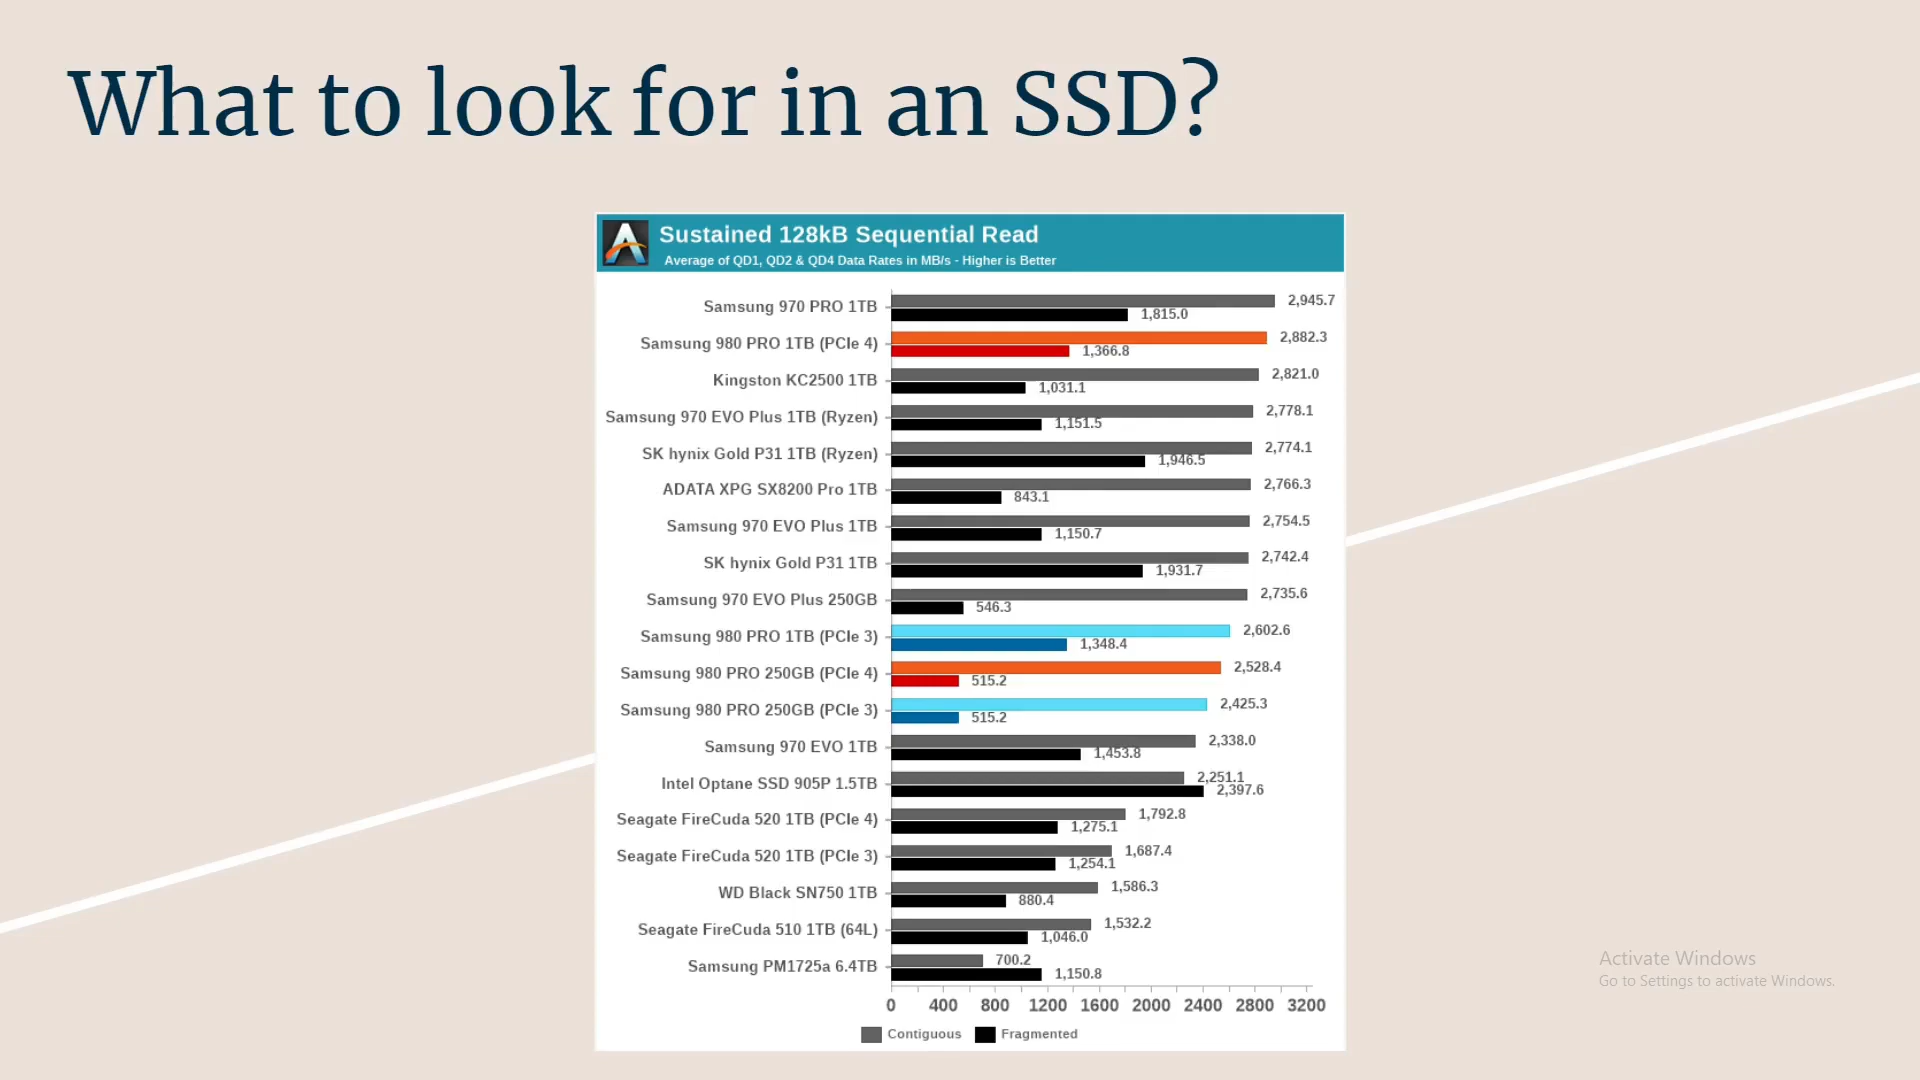 What to look for in an SSD?
Sustained 128kB Sequential Read
Average of QD1, QD2 & QD4 Data Rates in MB/s - Higher is Better
Samsung 970 PRO 1TB 2,945.7
1,815.0
Samsung 980 PRO 1TB (PCIe 4) 2,882.3
1,366.8
Kingston KC2500 1TB 2,821.0
1,031.1
Samsung 970 EVO Plus 1TB (Ryzen) 2,778.1
1,151.5
SK hynix Gold P31 1TB (Ryzen) 2,774.1
1,946.5
ADATA XPG SX8200 Pro 1TB 2,766.3
843.1
Samsung 970 EVO Plus 1TB 2,754.5
1,150.7
SK hynix Gold P31 1TB 2,742.4
1,931.7
Samsung 970 EVO Plus 250GB 2,735.6
546.3
Samsung 980 PRO 1TB (PCIe 3) 2,602.6
1,348.4
Samsung 980 PRO 250GB (PCIe 4) 2,528.4
515.2
Samsung 980 PRO 250GB (PCIe 3) 2,425.3
515.2
Samsung 970 EVO 1TB 2,338.0
1,453.8
Intel Optane SSD 905P 1.5TB 2,251.1
2,397.6
Seagate FireCuda 520 1TB (PCIe 4) 1,792.8
1,275.1
Seagate FireCuda 520 1TB (PCIe 3) 1,687.4
1,254.1
WD Black SN750 1TB 1,586.3
880.4
Seagate FireCuda 510 1TB (64L) 1,532.2
1,046.0
Samsung PM1725a 6.4TB 700.2
1,150.8
0 400 800 1200 1600 2000 2400 2800 3200
Contiguous Fragmented
Activate Windows
Go to Settings to activate Windows.